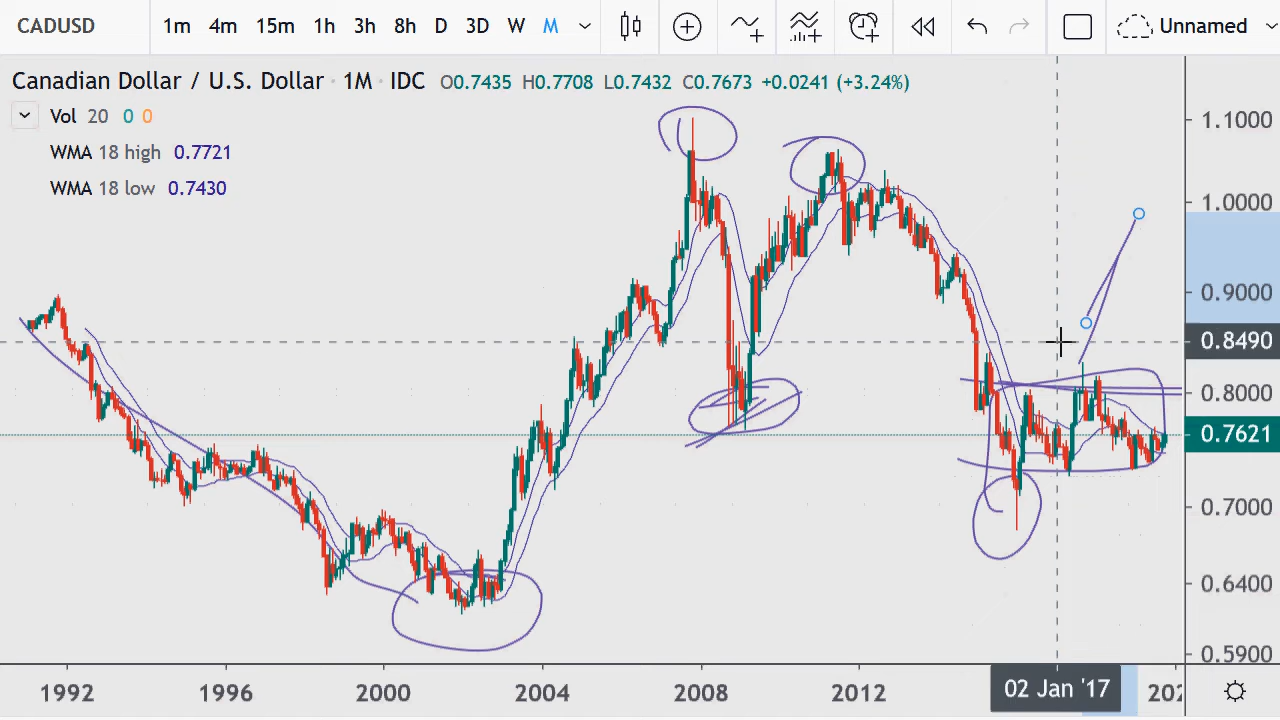 CADUSD 1m 4m 15m 1h 3h 8h D 3D W M Unnamed
Canadian Dollar / U.S. Dollar · 1M · IDC O0.7435 H0.7708 L0.7432 C0.7673 +0.0241 (+3.24%)
Vol 20 0 0
WMA 18 high 0.7721
WMA 18 low 0.7430
1.1000
1.0000
0.9000
0.8490
0.8000
0.7621
0.7000
0.6400
0.5900
1992 1996 2000 2004 2008 2012 02 Jan '17